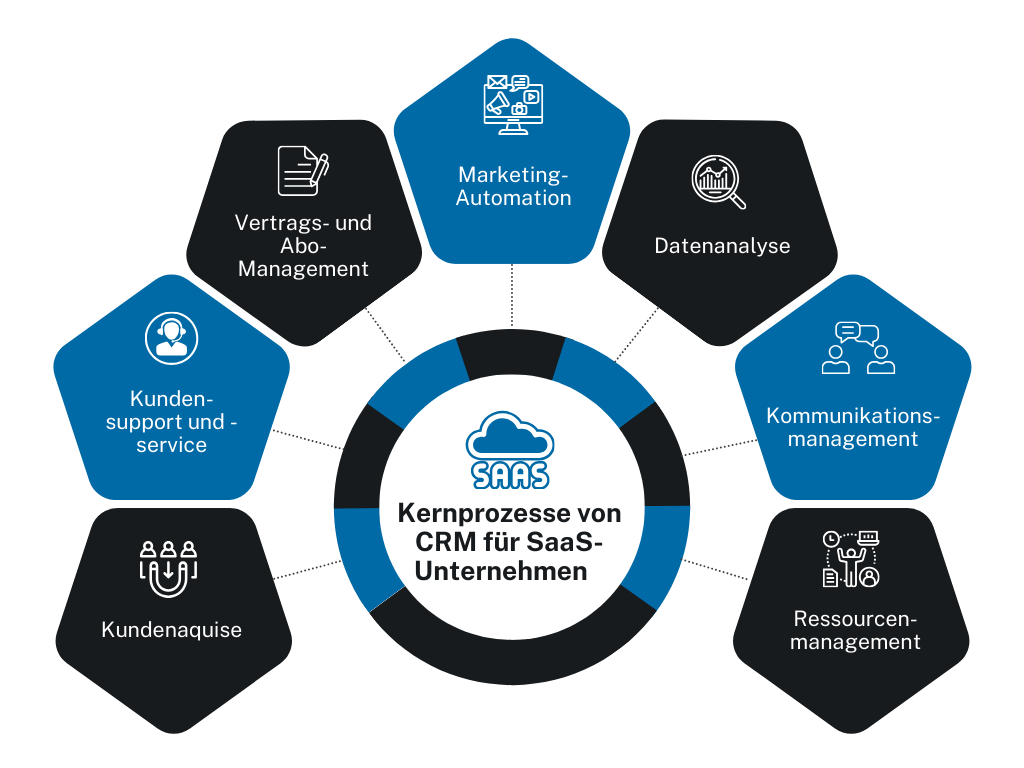 Marketing-
Automation
Vertrags- und
Abo-
Management
Datenanalyse
Kunden-
support und -
service
Kommunikations-
management
SAAS
Kernprozesse von
CRM für SaaS-
Unternehmen
Kundenaquise
Ressourcen-
management